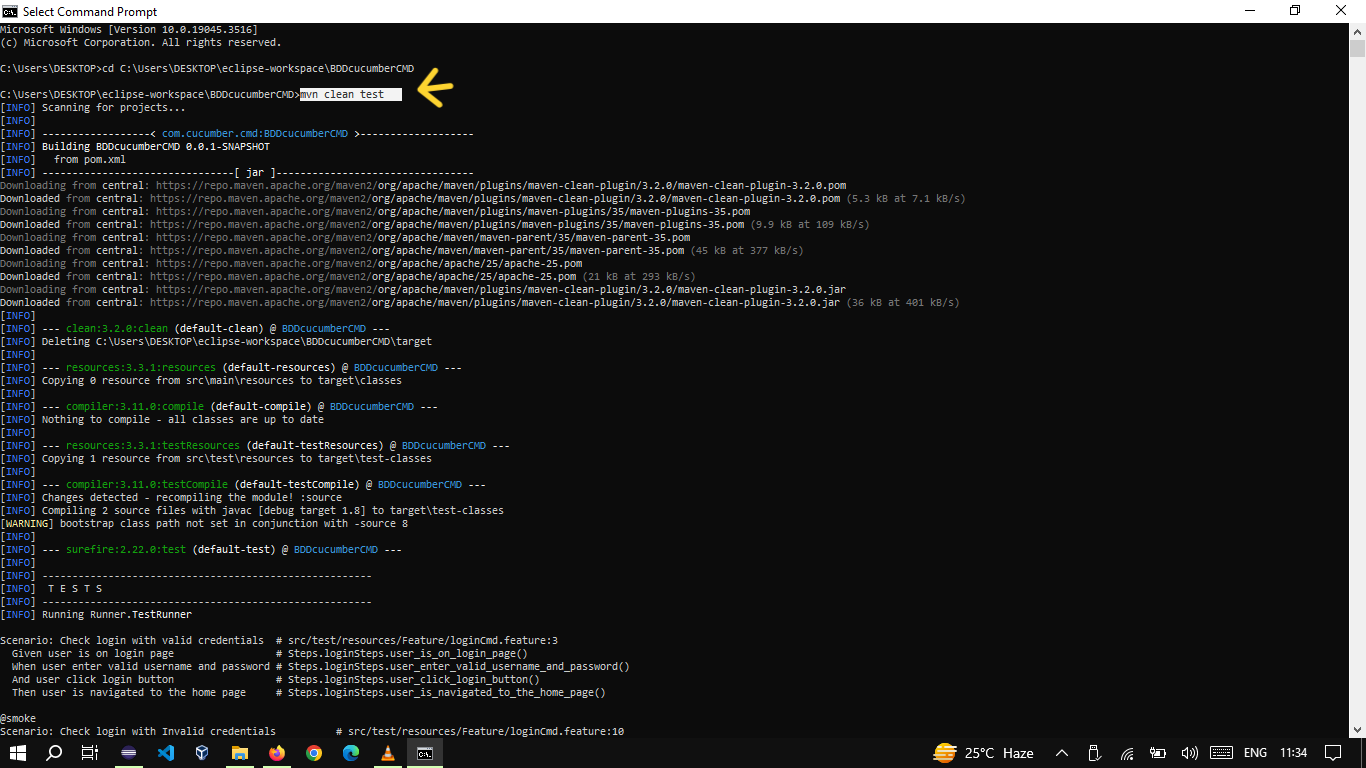 Select Command Prompt
Microsoft Windows [Version 10.0.19045.3516]
(c) Microsoft Corporation. All rights reserved.
C:\Users\DESKTOP>cd C:\Users\DESKTOP\eclipse-workspace\BDDcucumberCMD
C:\Users\DESKTOP\eclipse-workspace\BDDcucumberCMD>mvn clean test
[INFO] Scanning for projects...
[INFO]
[INFO] ------------------< com.cucumber.cmd:BDDcucumberCMD >-------------------
[INFO] Building BDDcucumberCMD 0.0.1-SNAPSHOT
[INFO]   from pom.xml
[INFO] --------------------------------[ jar ]---------------------------------
Downloading from central: https://repo.maven.apache.org/maven2/org/apache/maven/plugins/maven-clean-plugin/3.2.0/maven-clean-plugin-3.2.0.pom
Downloaded from central: https://repo.maven.apache.org/maven2/org/apache/maven/plugins/maven-clean-plugin/3.2.0/maven-clean-plugin-3.2.0.pom (5.3 kB at 7.1 kB/s)
Downloading from central: https://repo.maven.apache.org/maven2/org/apache/maven/plugins/maven-plugins/35/maven-plugins-35.pom
Downloaded from central: https://repo.maven.apache.org/maven2/org/apache/maven/plugins/maven-plugins/35/maven-plugins-35.pom (9.9 kB at 109 kB/s)
Downloading from central: https://repo.maven.apache.org/maven2/org/apache/maven/maven-parent/35/maven-parent-35.pom
Downloaded from central: https://repo.maven.apache.org/maven2/org/apache/maven/maven-parent/35/maven-parent-35.pom (45 kB at 377 kB/s)
Downloading from central: https://repo.maven.apache.org/maven2/org/apache/apache/25/apache-25.pom
Downloaded from central: https://repo.maven.apache.org/maven2/org/apache/apache/25/apache-25.pom (21 kB at 293 kB/s)
Downloading from central: https://repo.maven.apache.org/maven2/org/apache/maven/plugins/maven-clean-plugin/3.2.0/maven-clean-plugin-3.2.0.jar
Downloaded from central: https://repo.maven.apache.org/maven2/org/apache/maven/plugins/maven-clean-plugin/3.2.0/maven-clean-plugin-3.2.0.jar (36 kB at 401 kB/s)
[INFO]
[INFO] --- clean:3.2.0:clean (default-clean) @ BDDcucumberCMD ---
[INFO] Deleting C:\Users\DESKTOP\eclipse-workspace\BDDcucumberCMD\target
[INFO]
[INFO] --- resources:3.3.1:resources (default-resources) @ BDDcucumberCMD ---
[INFO] Copying 0 resource from src\main\resources to target\classes
[INFO]
[INFO] --- compiler:3.11.0:compile (default-compile) @ BDDcucumberCMD ---
[INFO] Nothing to compile - all classes are up to date
[INFO]
[INFO] --- resources:3.3.1:testResources (default-testResources) @ BDDcucumberCMD ---
[INFO] Copying 1 resource from src\test\resources to target\test-classes
[INFO]
[INFO] --- compiler:3.11.0:testCompile (default-testCompile) @ BDDcucumberCMD ---
[INFO] Changes detected - recompiling the module! :source
[INFO] Compiling 2 source files with javac [debug target 1.8] to target\test-classes
[WARNING] bootstrap class path not set in conjunction with -source 8
[INFO]
[INFO] --- surefire:2.22.0:test (default-test) @ BDDcucumberCMD ---
[INFO]
[INFO] -------------------------------------------------------
[INFO]  T E S T S
[INFO] -------------------------------------------------------
[INFO] Running Runner.TestRunner
Scenario: Check login with valid credentials  # src/test/resources/Feature/loginCmd.feature:3
  Given user is on login page                 # Steps.loginSteps.user_is_on_login_page()
  When user enter valid username and password # Steps.loginSteps.user_enter_valid_username_and_password()
  And user click login button                 # Steps.loginSteps.user_click_login_button()
  Then user is navigated to the home page     # Steps.loginSteps.user_is_navigated_to_the_home_page()
@smoke
Scenario: Check login with Invalid credentials          # src/test/resources/Feature/loginCmd.feature:10
25°C Haze ENG 11:34